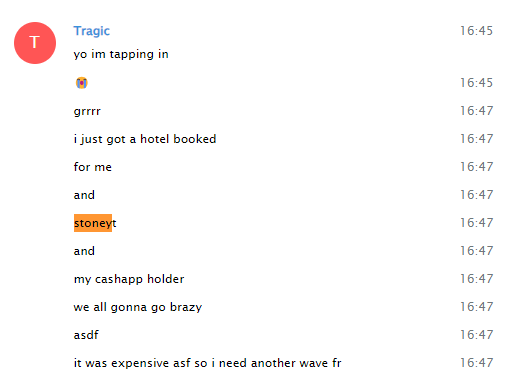 T
Tragic 16:45
yo im tapping in
😭 16:45
grrrr 16:47
i just got a hotel booked 16:47
for me 16:47
and 16:47
stoneyt 16:47
and 16:47
my cashapp holder 16:47
we all gonna go brazy 16:47
asdf 16:47
it was expensive asf so i need another wave fr 16:47